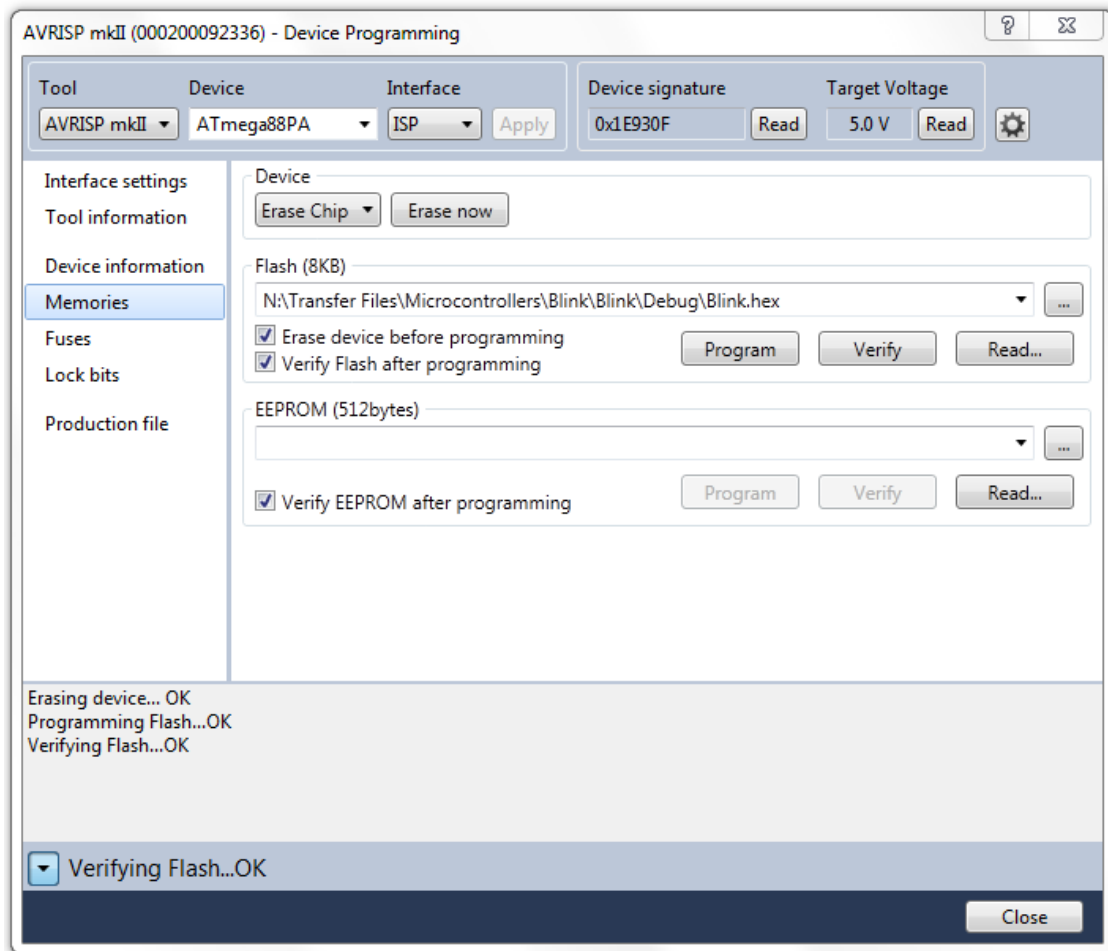 AVRISP mkII (000200092336) - Device Programming
Tool Device Interface Device signature Target Voltage
AVRISP mkII ATmega88PA ISP Apply 0x1E930F Read 5.0 V Read
Interface settings
Tool information
Device information
Memories
Fuses
Lock bits
Production file
Device
Erase Chip Erase now
Flash (8KB)
N:\Transfer Files\Microcontrollers\Blink\Blink\Debug\Blink.hex ...
Erase device before programming
Verify Flash after programming
Program Verify Read...
EEPROM (512bytes)
...
Verify EEPROM after programming
Program Verify Read...
Erasing device... OK
Programming Flash...OK
Verifying Flash...OK
Verifying Flash...OK
Close